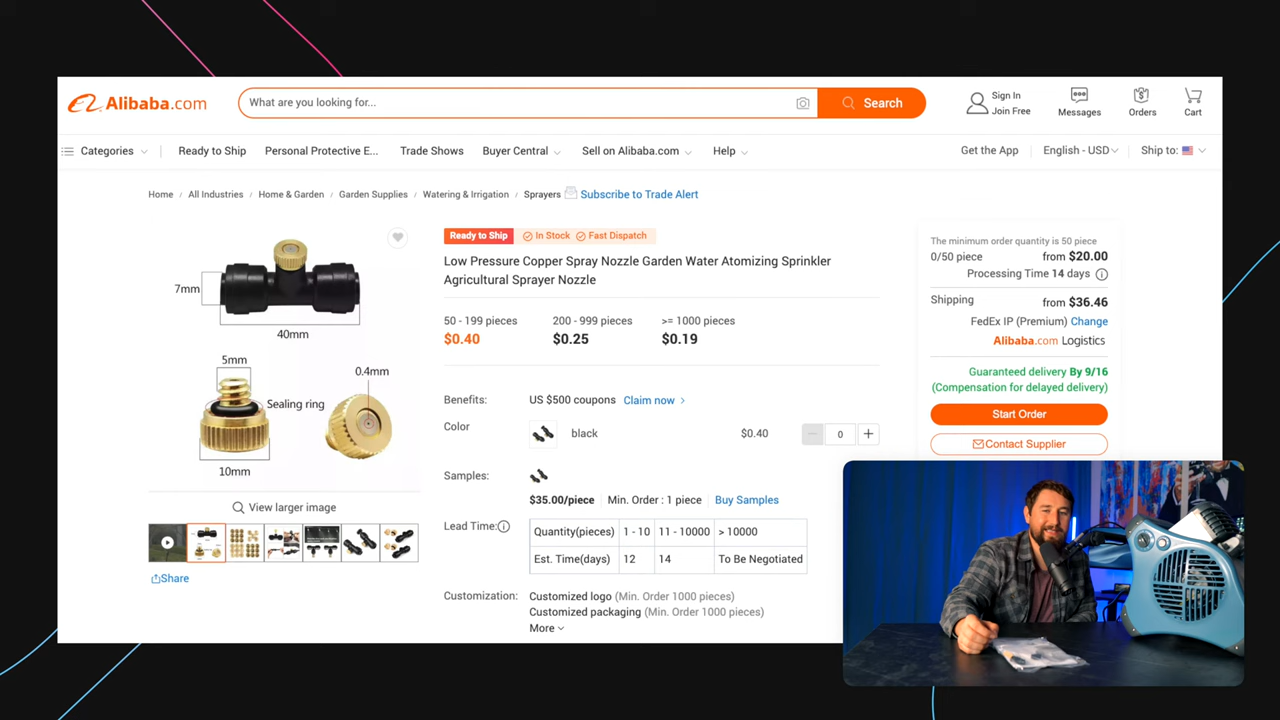 Alibaba.com
What are you looking for...
Search
Sign In
Join Free
Messages
Orders
Cart
Categories
Ready to Ship
Personal Protective E...
Trade Shows
Buyer Central
Sell on Alibaba.com
Help
Get the App
English - USD
Ship to:
Home / All Industries / Home & Garden / Garden Supplies / Watering & Irrigation / Sprayers
Subscribe to Trade Alert
7mm
40mm
5mm
Sealing ring
0.4mm
10mm
View larger image
Share
Ready to Ship
In Stock
Fast Dispatch
Low Pressure Copper Spray Nozzle Garden Water Atomizing Sprinkler
Agricultural Sprayer Nozzle
50 - 199 pieces 200 - 999 pieces >= 1000 pieces
$0.40 $0.25 $0.19
Benefits: US $500 coupons Claim now >
Color black $0.40 - 0 +
Samples:
$35.00/piece Min. Order : 1 piece Buy Samples
Lead Time:
Quantity(pieces) 1 - 10 11 - 10000 > 10000
Est. Time(days) 12 14 To Be Negotiated
Customization: Customized logo (Min. Order 1000 pieces)
Customized packaging (Min. Order 1000 pieces)
More
The minimum order quantity is 50 piece
0/50 piece from $20.00
Processing Time 14 days
Shipping from $36.46
FedEx IP (Premium) Change
Alibaba.com Logistics
Guaranteed delivery By 9/16
(Compensation for delayed delivery)
Start Order
Contact Supplier